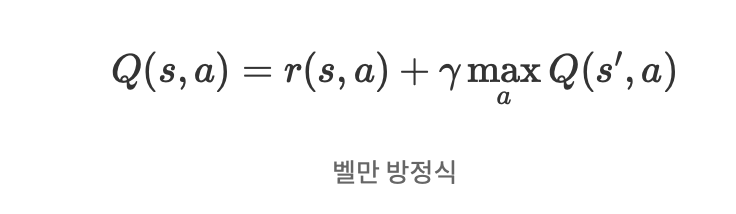 Q(s, a) = r(s, a) + γ max_a Q(s′, a)
벨만 방정식